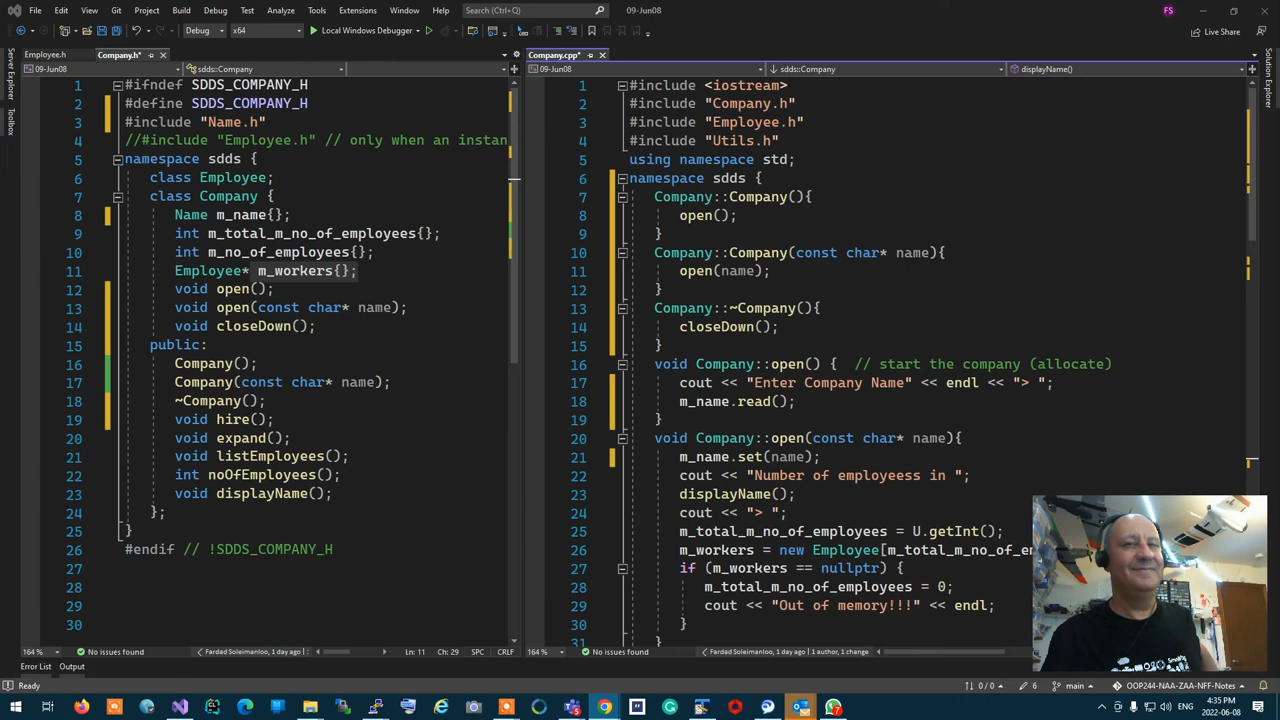 File Edit View Git Project Build Debug Test Analyze Tools Extensions Window Help Search (Ctrl+Q) 09-Jun08 FS
Debug x64 Local Windows Debugger Live Share
Server Explorer
Toolbox
Employee.h Company.h*
09-Jun08 sdds::Company
1 #ifndef SDDS_COMPANY_H
2 #define SDDS_COMPANY_H
3 #include "Name.h"
4 //#include "Employee.h" // only when an instan
5 namespace sdds {
6 class Employee;
7 class Company {
8 Name m_name{};
9 int m_total_m_no_of_employees{};
10 int m_no_of_employees{};
11 Employee* m_workers{};
12 void open();
13 void open(const char* name);
14 void closeDown();
15 public:
16 Company();
17 Company(const char* name);
18 ~Company();
19 void hire();
20 void expand();
21 void listEmployees();
22 int noOfEmployees();
23 void displayName();
24 };
25 }
26 #endif // !SDDS_COMPANY_H
27
28
29
30
164 % No issues found Fardad Soleimanloo, 1 day ago Ln: 11 Ch: 29 SPC CRLF
Company.cpp*
09-Jun08 sdds::Company displayName()
1 #include <iostream>
2 #include "Company.h"
3 #include "Employee.h"
4 #include "Utils.h"
5 using namespace std;
6 namespace sdds {
7 Company::Company(){
8 open();
9 }
10 Company::Company(const char* name){
11 open(name);
12 }
13 Company::~Company(){
14 closeDown();
15 }
16 void Company::open() { // start the company (allocate)
17 cout << "Enter Company Name" << endl << "> ";
18 m_name.read();
19 }
20 void Company::open(const char* name){
21 m_name.set(name);
22 cout << "Number of employeess in ";
23 displayName();
24 cout << "> ";
25 m_total_m_no_of_employees = U.getInt();
26 m_workers = new Employee[m_total_m_no_of_em
27 if (m_workers == nullptr) {
28 m_total_m_no_of_employees = 0;
29 cout << "Out of memory!!!" << endl;
30 }
31 }
164 % No issues found Fardad Soleimanloo, 1 day ago | 1 author, 1 change
Diagnostic Explorer
Error List Output
Ready 0 / 0 6 main OOP244-NAA-ZAA-NFF-Notes
4:35 PM
2022-06-08